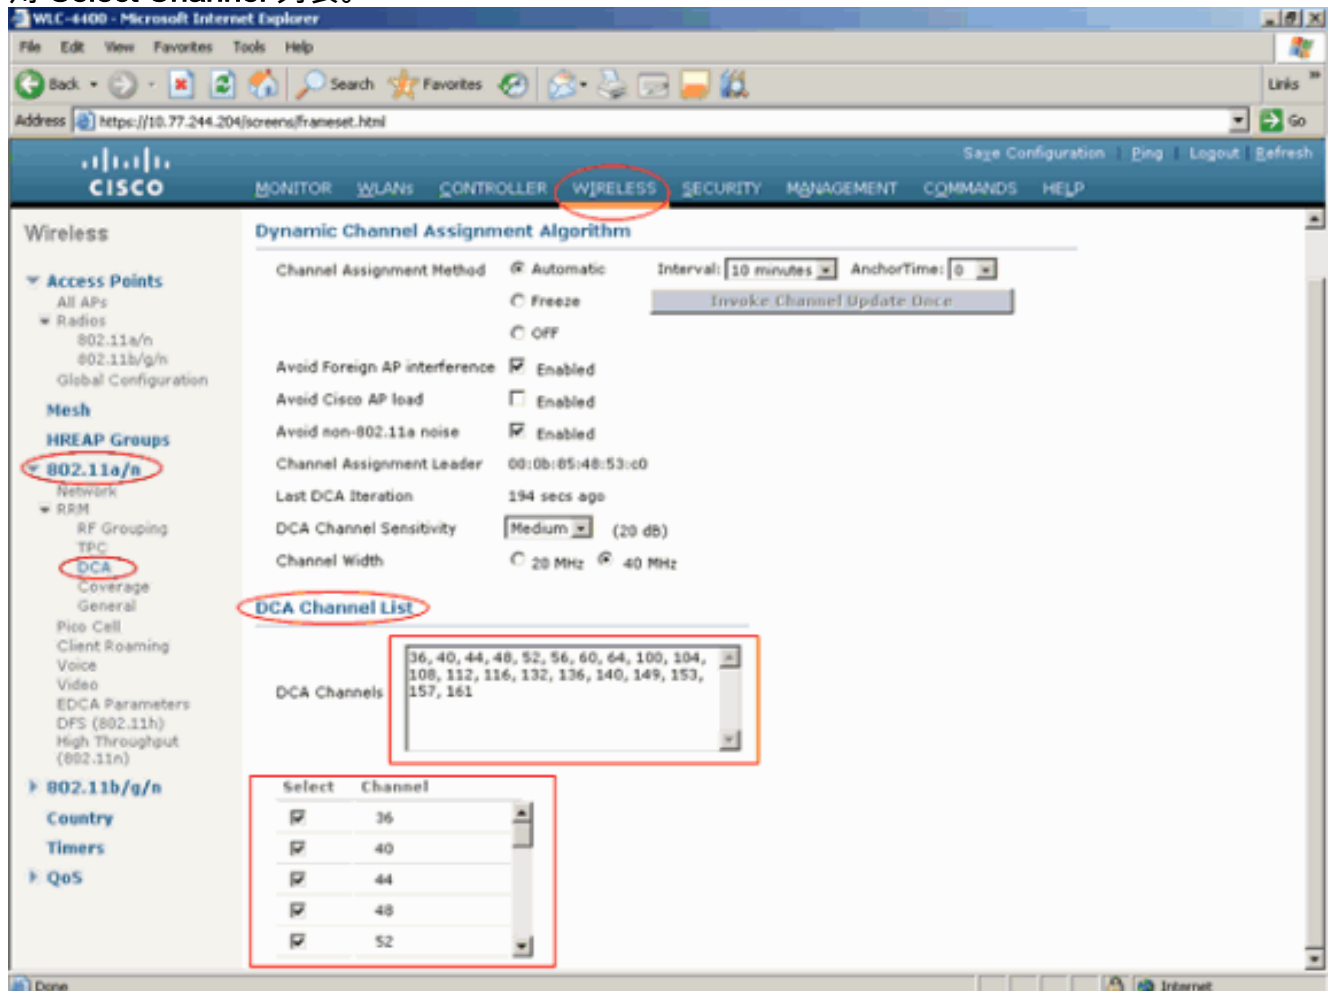 对 Select Channel 列表。
WLC-4400 - Microsoft Internet Explorer
File Edit View Favorites Tools Help
Back Search Favorites Links
Address https://10.77.244.204/screens/frameset.html Go
Save Configuration Ping Logout Refresh
CISCO MONITOR WLANs CONTROLLER WIRELESS SECURITY MANAGEMENT COMMANDS HELP
Wireless
Access Points
All APs
Radios
802.11a/n
802.11b/g/n
Global Configuration
Mesh
HREAP Groups
802.11a/n
Network
RRM
RF Grouping
TPC
DCA
Coverage
General
Pico Cell
Client Roaming
Voice
Video
EDCA Parameters
DFS (802.11h)
High Throughput
(802.11n)
802.11b/g/n
Country
Timers
QoS
Dynamic Channel Assignment Algorithm
Channel Assignment Method Automatic Interval: 10 minutes AnchorTime: 0
Freeze Invoke Channel Update Once
OFF
Avoid Foreign AP interference Enabled
Avoid Cisco AP load Enabled
Avoid non-802.11a noise Enabled
Channel Assignment Leader 00:0b:85:48:53:c0
Last DCA Iteration 194 secs ago
DCA Channel Sensitivity Medium (20 dB)
Channel Width 20 MHz 40 MHz
DCA Channel List
DCA Channels
36, 40, 44, 48, 52, 56, 60, 64, 100, 104,
108, 112, 116, 132, 136, 140, 149, 153,
157, 161
Select Channel
36
40
44
48
52
Done Internet